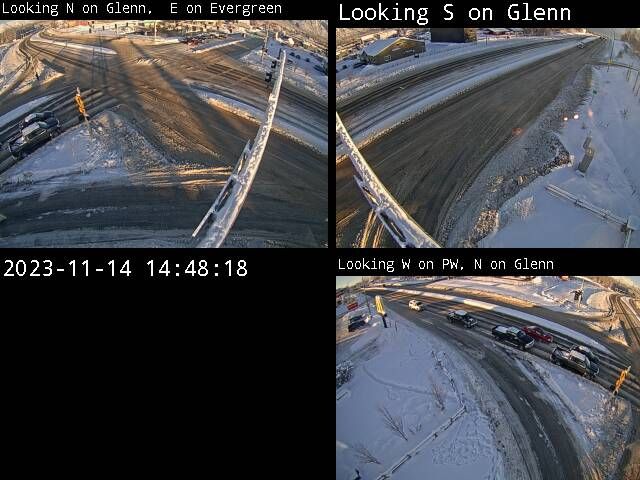 Looking N on Glenn,  E on Evergreen
Looking S on Glenn
2023-11-14 14:48:18
Looking W on PW, N on Glenn